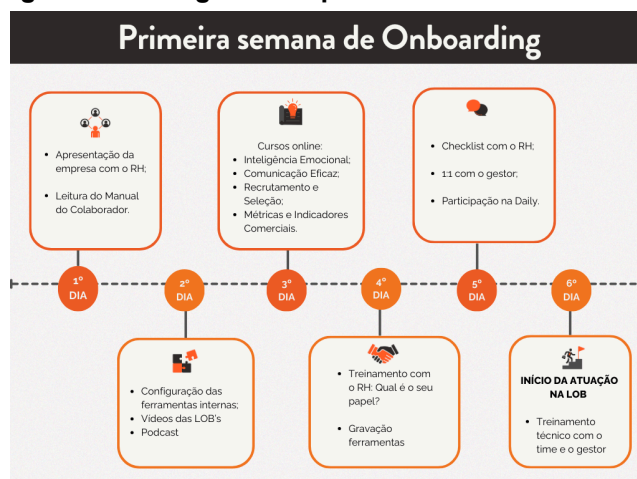 Primeira semana de Onboarding
• Apresentação da
empresa com o RH;
• Leitura do Manual
do Colaborador.
Cursos online:
• Inteligência Emocional;
• Comunicação Eficaz;
• Recrutamento e
Seleção;
• Métricas e Indicadores
Comerciais.
• Checklist com o RH;
• 1:1 com o gestor;
• Participação na Daily.
1º
DIA
2º
DIA
3º
DIA
4º
DIA
5º
DIA
6º
DIA
• Configuração das
ferramentas internas;
• Vídeos das LOB's
• Podcast
• Treinamento com
o RH: Qual é o seu
papel?
• Gravação
ferramentas
INÍCIO DA ATUAÇÃO
NA LOB
• Treinamento
técnico com o
time e o gestor